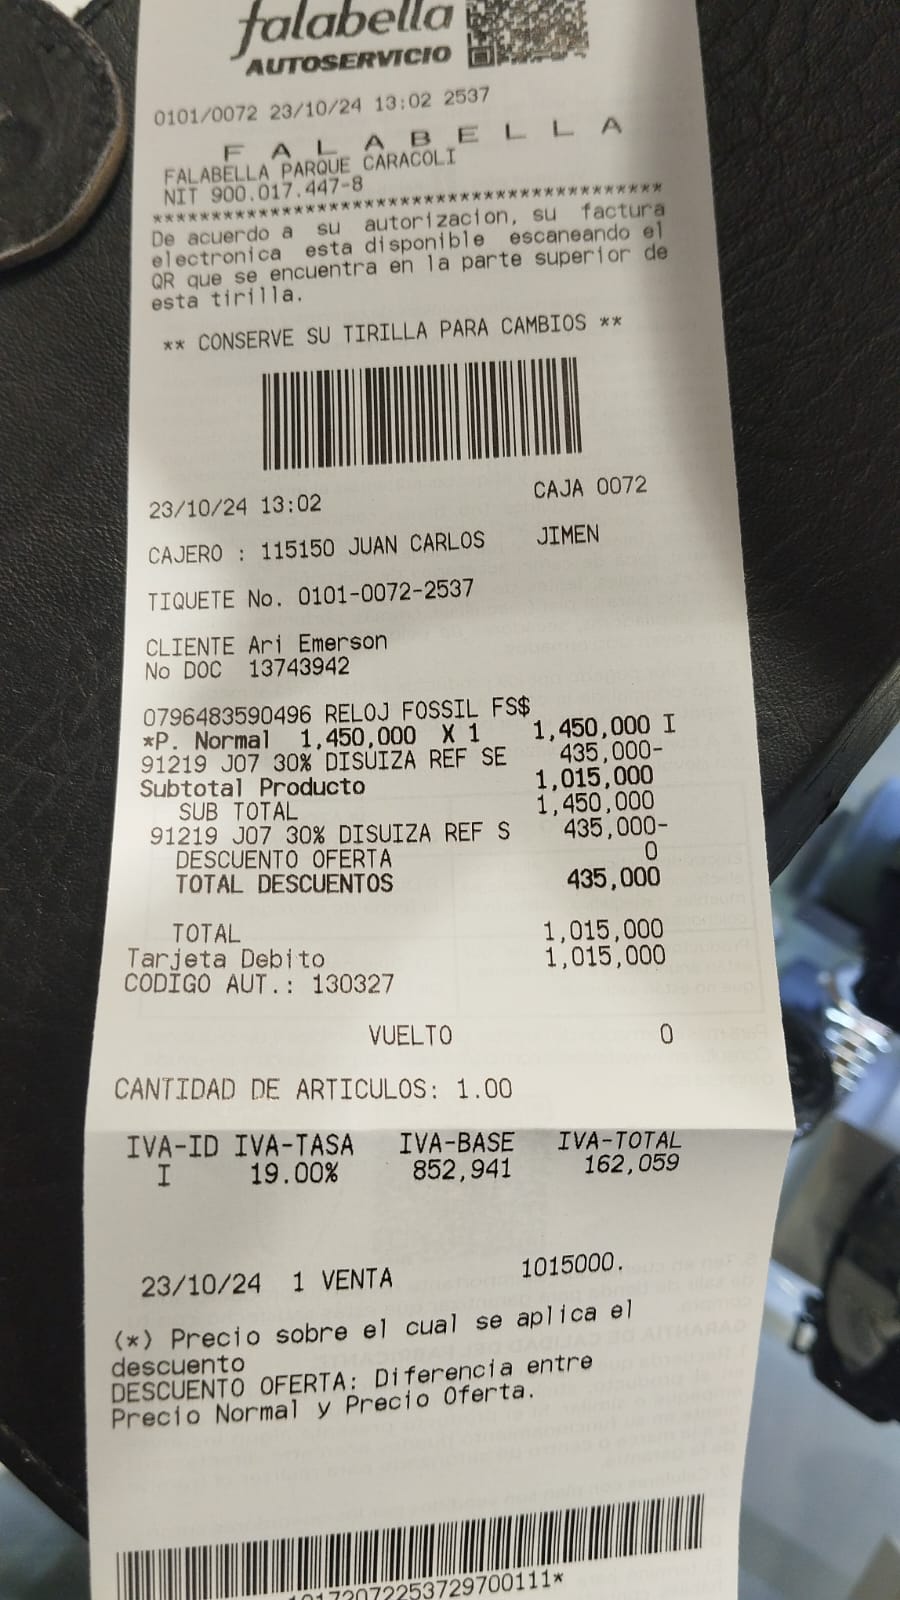 falabella
AUTOSERVICIO
0101/0072 23/10/24 13:02 2537
F A L A B E L L A
FALABELLA PARQUE CARACOLI
NIT 900.017.447-8
*******************************************
De acuerdo a su autorizacion, su factura
electronica esta disponible escaneando el
QR que se encuentra en la parte superior de
esta tirilla.
** CONSERVE SU TIRILLA PARA CAMBIOS **
23/10/24 13:02 CAJA 0072
CAJERO : 115150 JUAN CARLOS JIMEN
TIQUETE No. 0101-0072-2537
CLIENTE Ari Emerson
No DOC 13743942
0796483590496 RELOJ FOSSIL FS$
*P. Normal 1,450,000 X 1 1,450,000 I
91219 J07 30% DISUIZA REF SE 435,000-
Subtotal Producto 1,015,000
SUB TOTAL 1,450,000
91219 J07 30% DISUIZA REF S 435,000-
DESCUENTO OFERTA 0
TOTAL DESCUENTOS 435,000
TOTAL 1,015,000
Tarjeta Debito 1,015,000
CODIGO AUT.: 130327
VUELTO 0
CANTIDAD DE ARTICULOS: 1.00
IVA-ID IVA-TASA IVA-BASE IVA-TOTAL
I 19.00% 852,941 162,059
23/10/24 1 VENTA 1015000.
(*) Precio sobre el cual se aplica el
descuento
DESCUENTO OFERTA: Diferencia entre
Precio Normal y Precio Oferta.